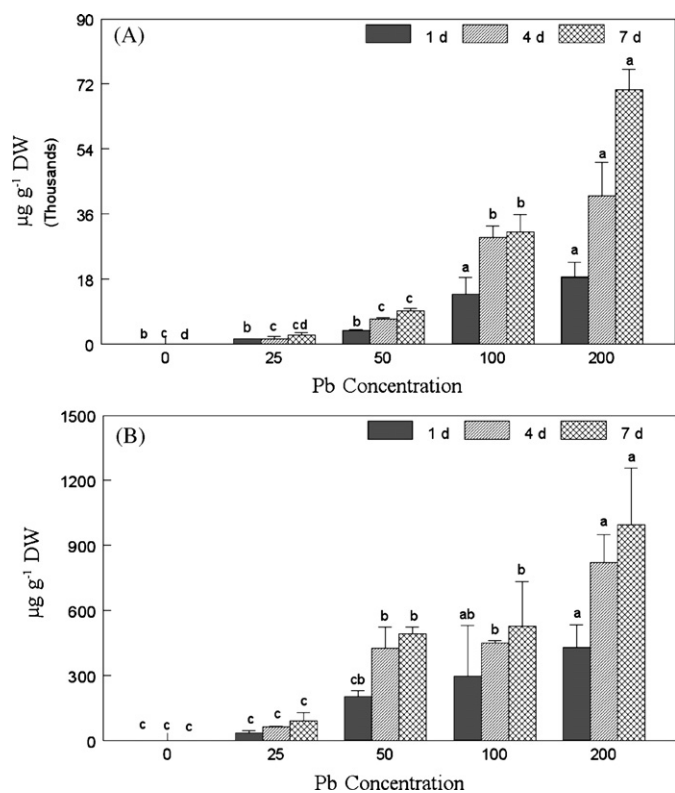 (A)
1 d 4 d 7 d
µg g-1 DW
(Thousands)
90
72
54
36
18
0
b c d
b c cd
b c c
a b b
a a a
0 25 50 100 200
Pb Concentration
(B)
1 d 4 d 7 d
µg g-1 DW
1500
1200
900
600
300
0
c c c
c c c
cb b b
ab b b
a a a
0 25 50 100 200
Pb Concentration